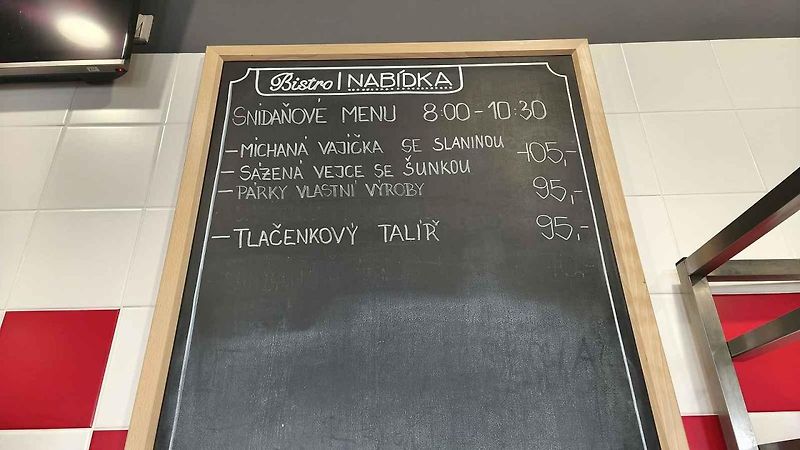 Bistro | NABÍDKA
SNÍDAŇOVÉ MENU 8:00-10:30
- MÍCHANÁ VAJÍČKA SE SLANINOU 105,-
- SÁZENÁ VEJCE SE ŠUNKOU
- PÁRKY VLASTNÍ VÝROBY 95,-
- TLAČENKOVÝ TALÍŘ 95,-